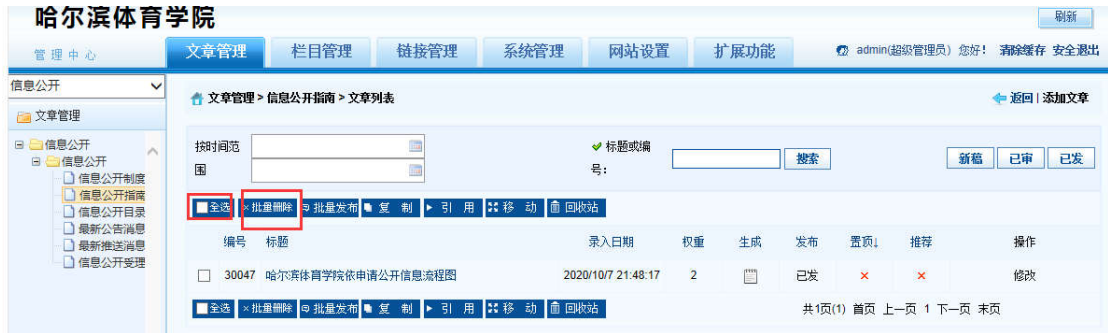 哈尔滨体育学院
刷新
管理中心
文章管理 栏目管理 链接管理 系统管理 网站设置 扩展功能 admin(超级管理员) 您好! 清除缓存 安全退出
信息公开
文章管理 > 信息公开指南 > 文章列表 返回 | 添加文章
文章管理
信息公开
信息公开
信息公开制度
信息公开指南
信息公开目录
最新公告消息
最新推送消息
信息公开受理
按时间范围
标题或编号:
搜索 新稿 已审 已发
全选 ×批量删除 批量发布 复 制 引 用 移 动 回收站
编号 标题 录入日期 权重 生成 发布 置顶↓ 推荐 操作
30047 哈尔滨体育学院依申请公开信息流程图 2020/10/7 21:48:17 2 已发 × × 修改
全选 ×批量删除 批量发布 复 制 引 用 移 动 回收站 共1页(1) 首页 上一页 1 下一页 末页